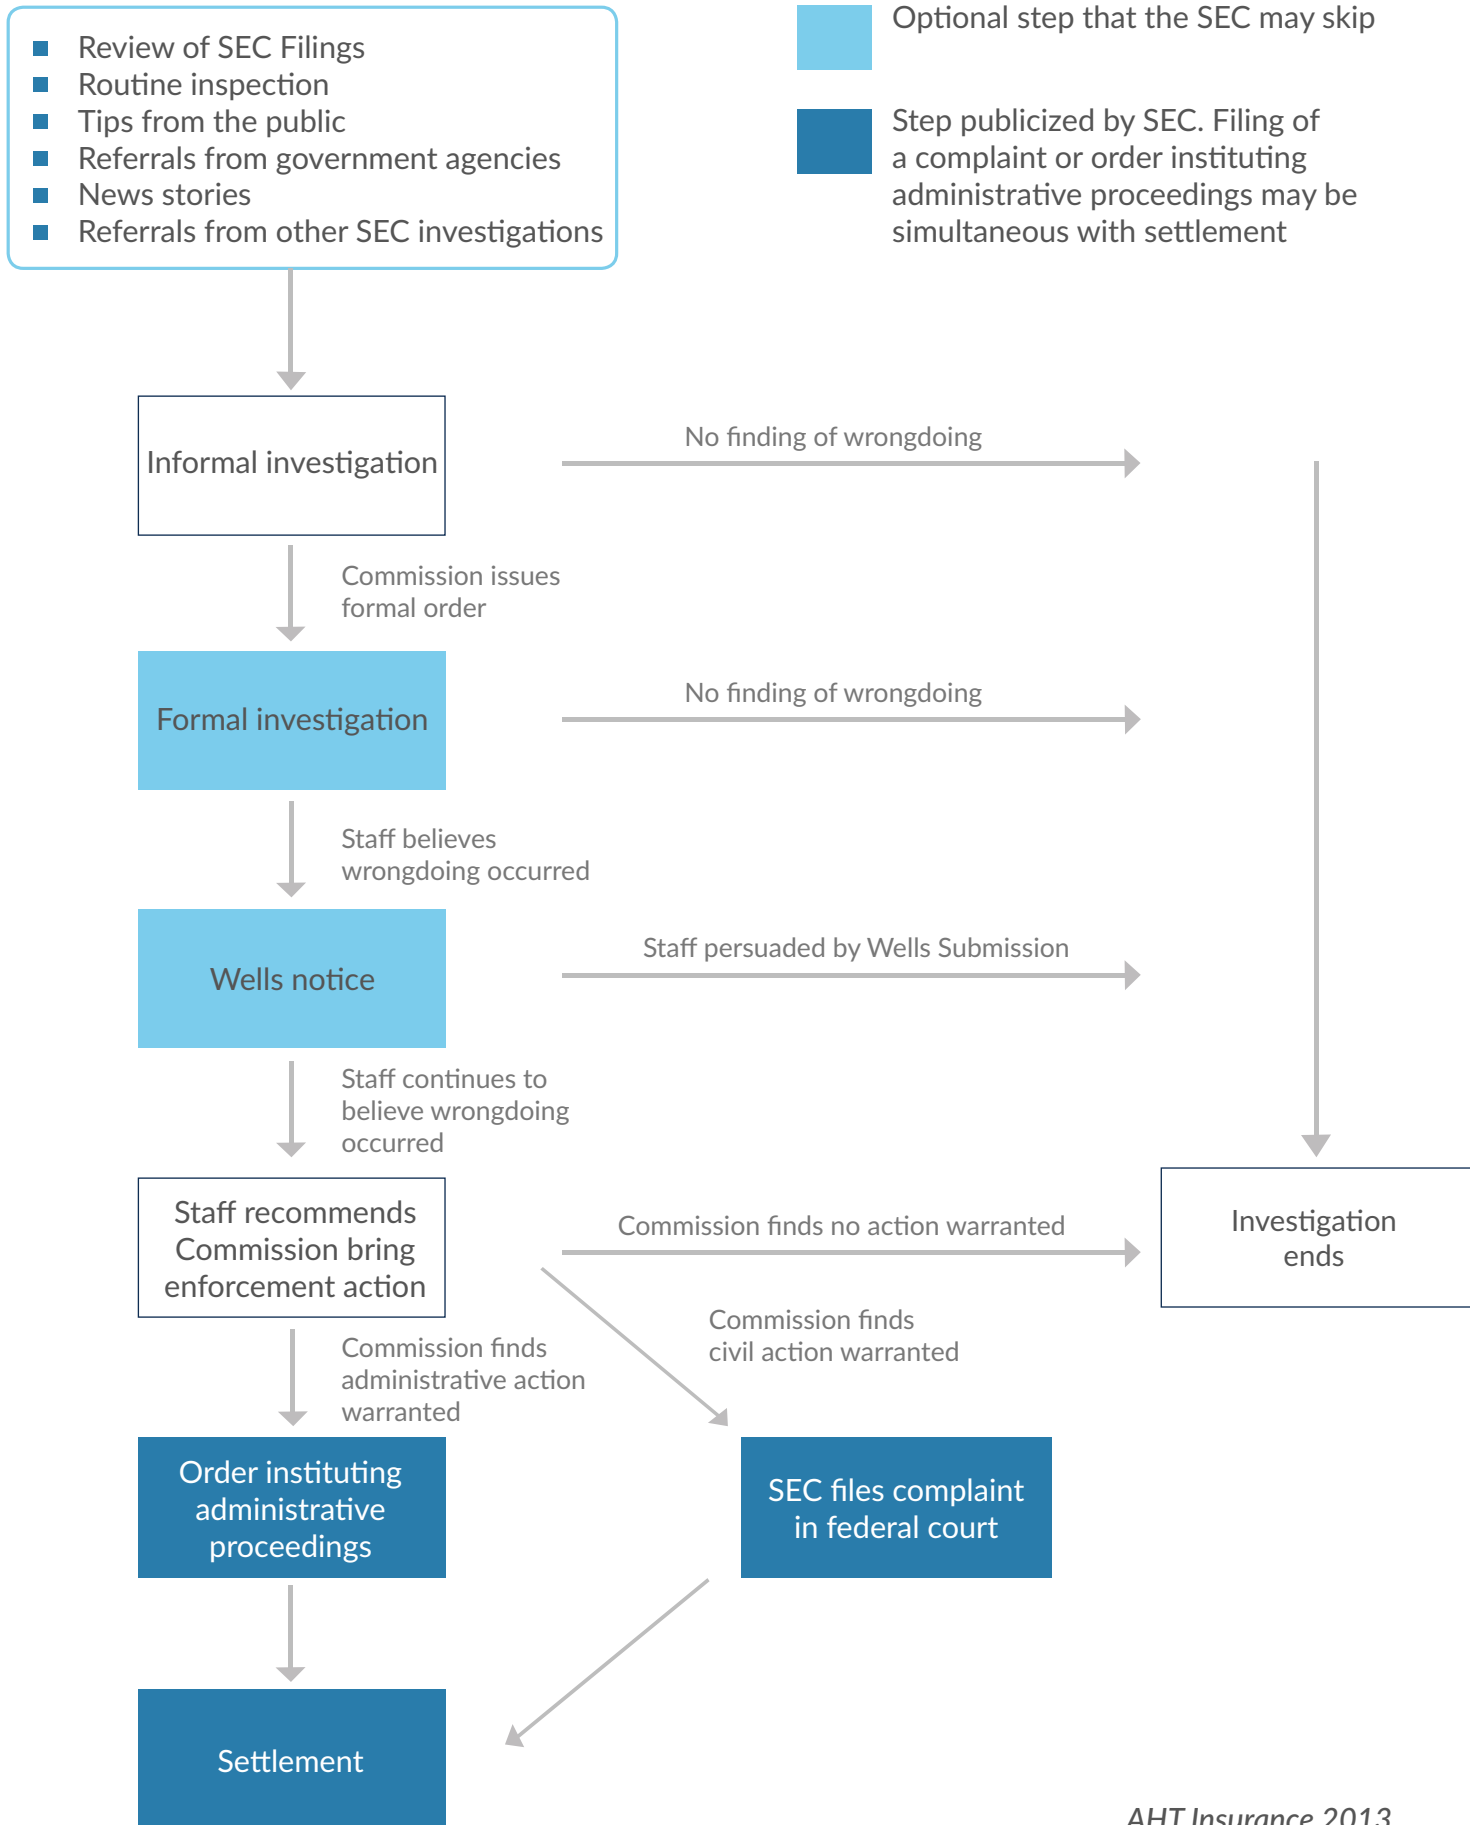 Review of SEC Filings
Routine inspection
Tips from the public
Referrals from government agencies
News stories
Referrals from other SEC investigations
Optional step that the SEC may skip
Step publicized by SEC. Filing of
a complaint or order instituting
administrative proceedings may be
simultaneous with settlement
Informal investigation
No finding of wrongdoing
Commission issues
formal order
Formal investigation
No finding of wrongdoing
Staff believes
wrongdoing occurred
Wells notice
Staff persuaded by Wells Submission
Staff continues to
believe wrongdoing
occurred
Staff recommends
Commission bring
enforcement action
Commission finds no action warranted
Investigation
ends
Commission finds
civil action warranted
Commission finds
administrative action
warranted
Order instituting
administrative
proceedings
SEC files complaint
in federal court
Settlement
AHT Insurance 2013